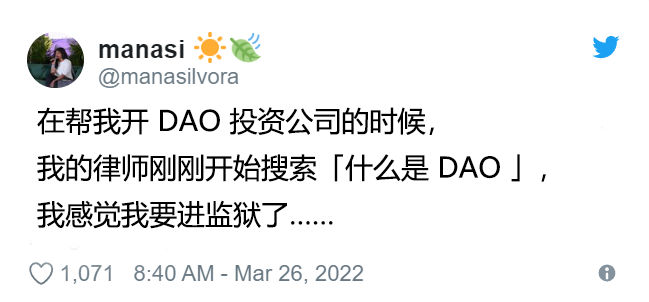 manasi ☀️🍃
@manasilvora
在帮我开 DAO 投资公司的时候，
我的律师刚刚开始搜索「什么是 DAO 」，
我感觉我要进监狱了......
1,071 8:40 AM - Mar 26, 2022